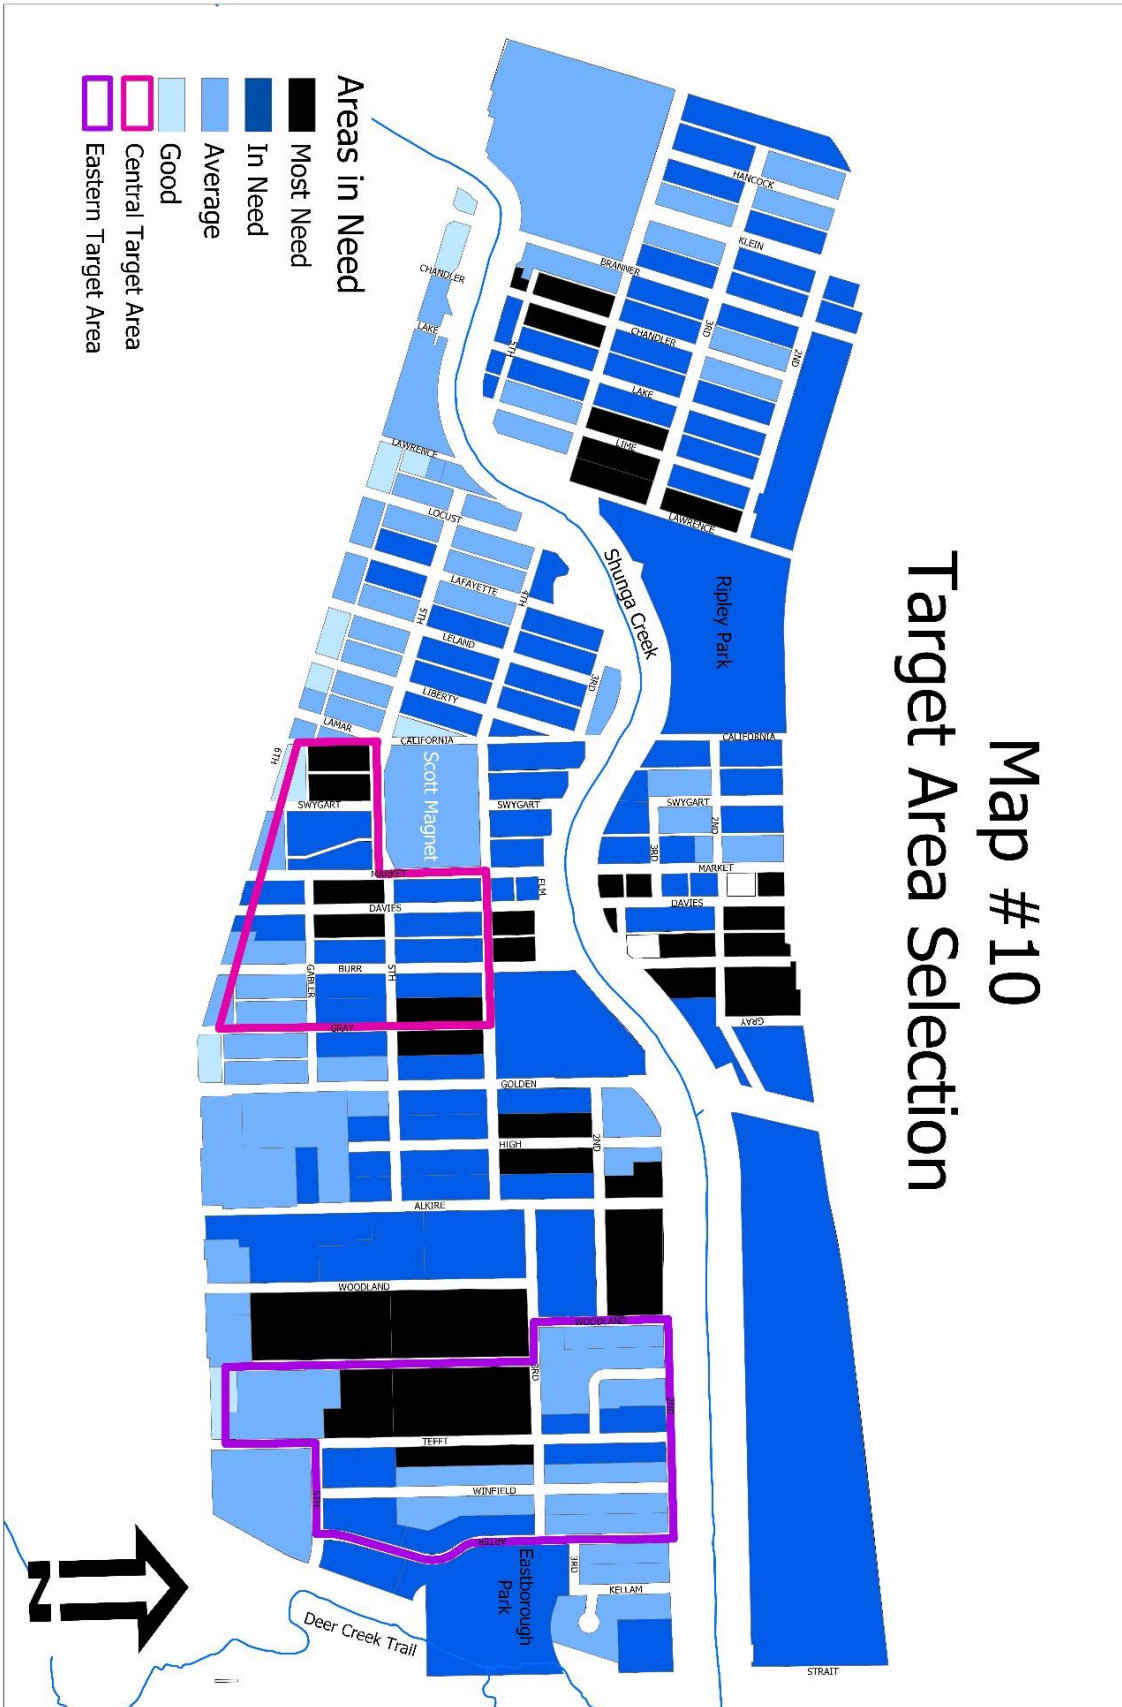 Map #10
Target Area Selection
Areas in Need
Most Need
In Need
Average
Good
Central Target Area
Eastern Target Area
HANCOCK
KLEIN
BRANNER
3RD
CHANDLER
2ND
5TH
LAKE
LIME
LAWRENCE
CHANDLER
LAKE
LAWRENCE
LOCUST
LAFAYETTE
4TH
5TH
LELAND
3RD
LIBERTY
LAMAR
Shunga Creek
Ripley Park
CALIFORNIA
CALIFORNIA
6TH
Scott Magnet
SWYGART
SWYGART
SWYGART
2ND
3RD
MARKET
MARKET
ELM
DAVIES
DAVIES
BURR
5TH
GABLER
GRAY
GRAY
GOLDEN
HIGH
2ND
ALKIRE
WOODLAND
WOODLAND
3RD
2ND
TEFFT
WINFIELD
5TH
ARTER
3RD
Eastborough
Park
KELLAM
Deer Creek Trail
STRAIT
N